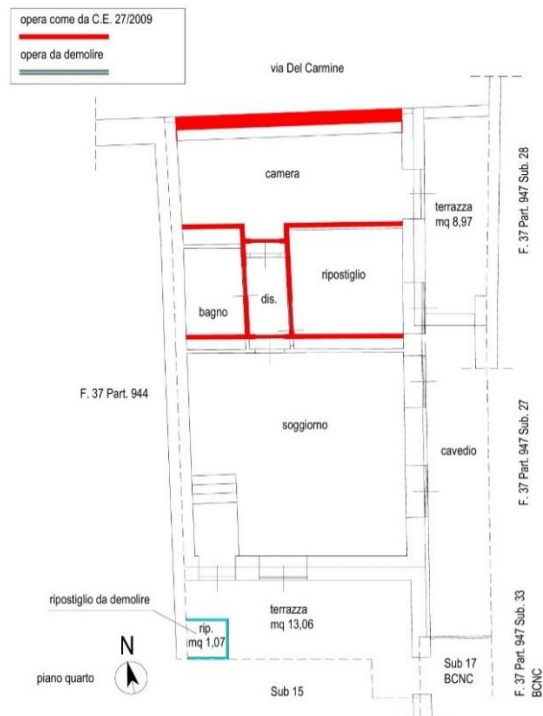 opera come da C.E. 27/2009
opera da demolire
via Del Carmine
camera
terrazza
mq 8,97
F. 37 Part. 947 Sub. 28
ripostiglio
dis.
bagno
F. 37 Part. 944
soggiorno
cavedio
F. 37 Part. 947 Sub. 27
ripostiglio da demolire
terrazza
mq 13,06
rip.
mq 1,07
N
piano quarto
Sub 15
Sub 17
BCNC
F. 37 Part. 947 Sub. 33
BCNC